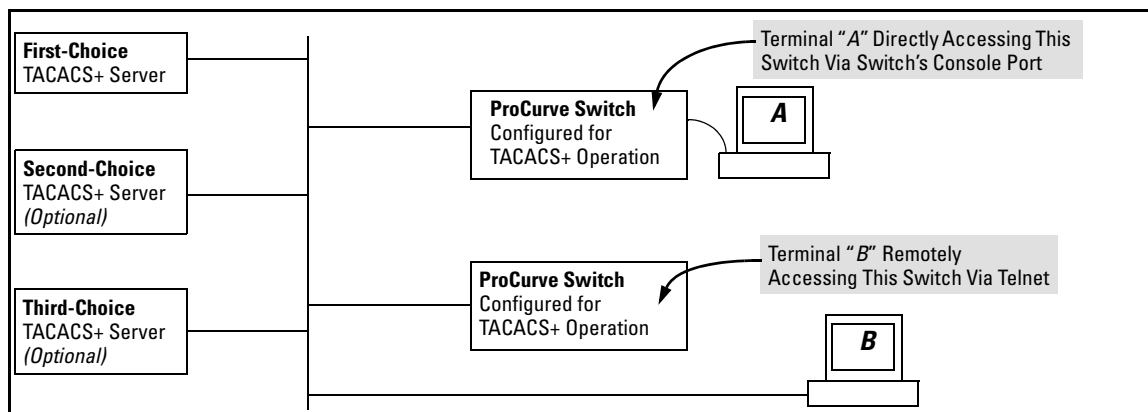 First-Choice
TACACS+ Server
Second-Choice
TACACS+ Server
(Optional)
Third-Choice
TACACS+ Server
(Optional)
ProCurve Switch
Configured for
TACACS+ Operation
Terminal “A” Directly Accessing This
Switch Via Switch’s Console Port
A
ProCurve Switch
Configured for
TACACS+ Operation
Terminal “B” Remotely
Accessing This Switch Via Telnet
B